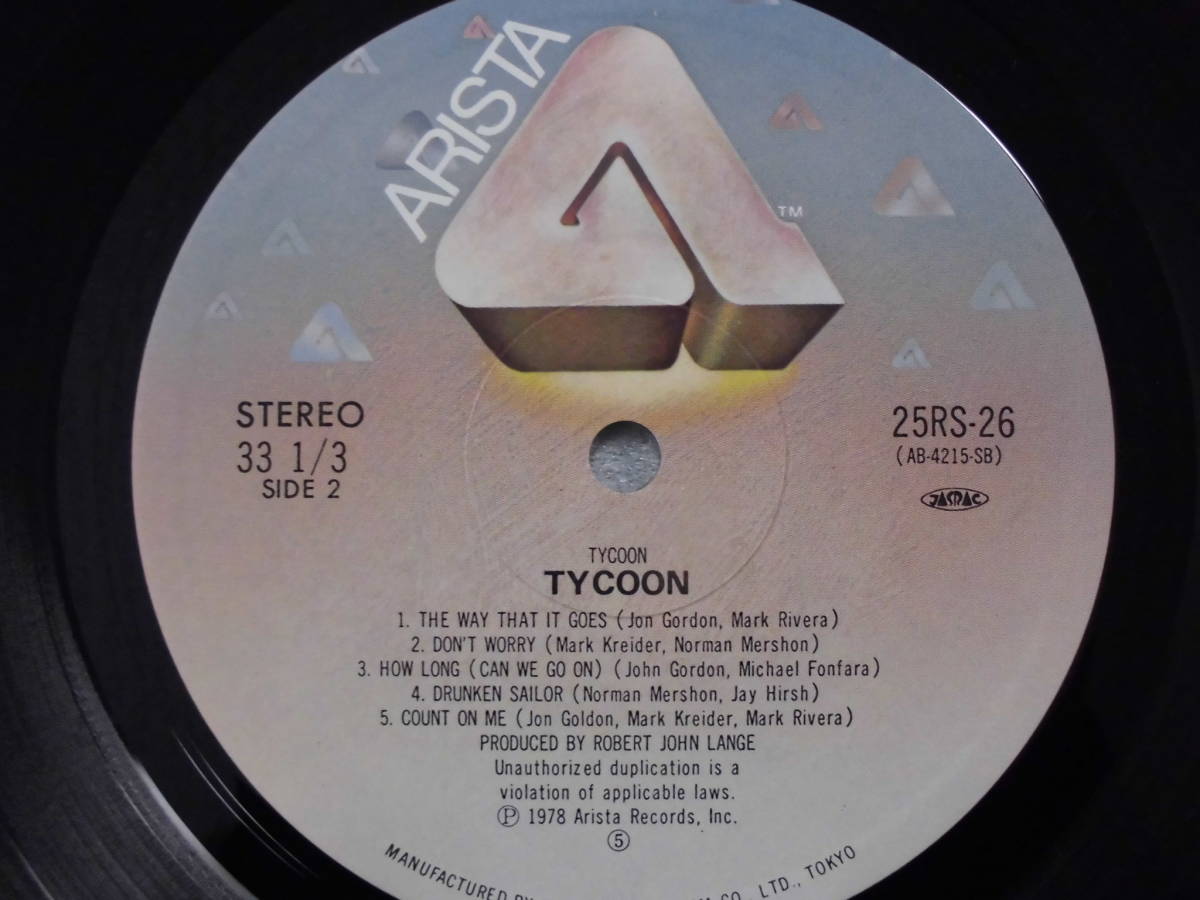 ARISTA
TM
STEREO
33 1/3
SIDE 2
25RS-26
(AB-4215-SB)
JASRAC
TYCOON
TYCOON
1. THE WAY THAT IT GOES (Jon Gordon, Mark Rivera)
2. DON'T WORRY (Mark Kreider, Norman Mershon)
3. HOW LONG (CAN WE GO ON) (John Gordon, Michael Fonfara)
4. DRUNKEN SAILOR (Norman Mershon, Jay Hirsh)
5. COUNT ON ME (Jon Goldon, Mark Kreider, Mark Rivera)
PRODUCED BY ROBERT JOHN LANGE
Unauthorized duplication is a
violation of applicable laws.
Ⓟ 1978 Arista Records, Inc.
⑤
MANUFACTURED CO., LTD., TOKYO